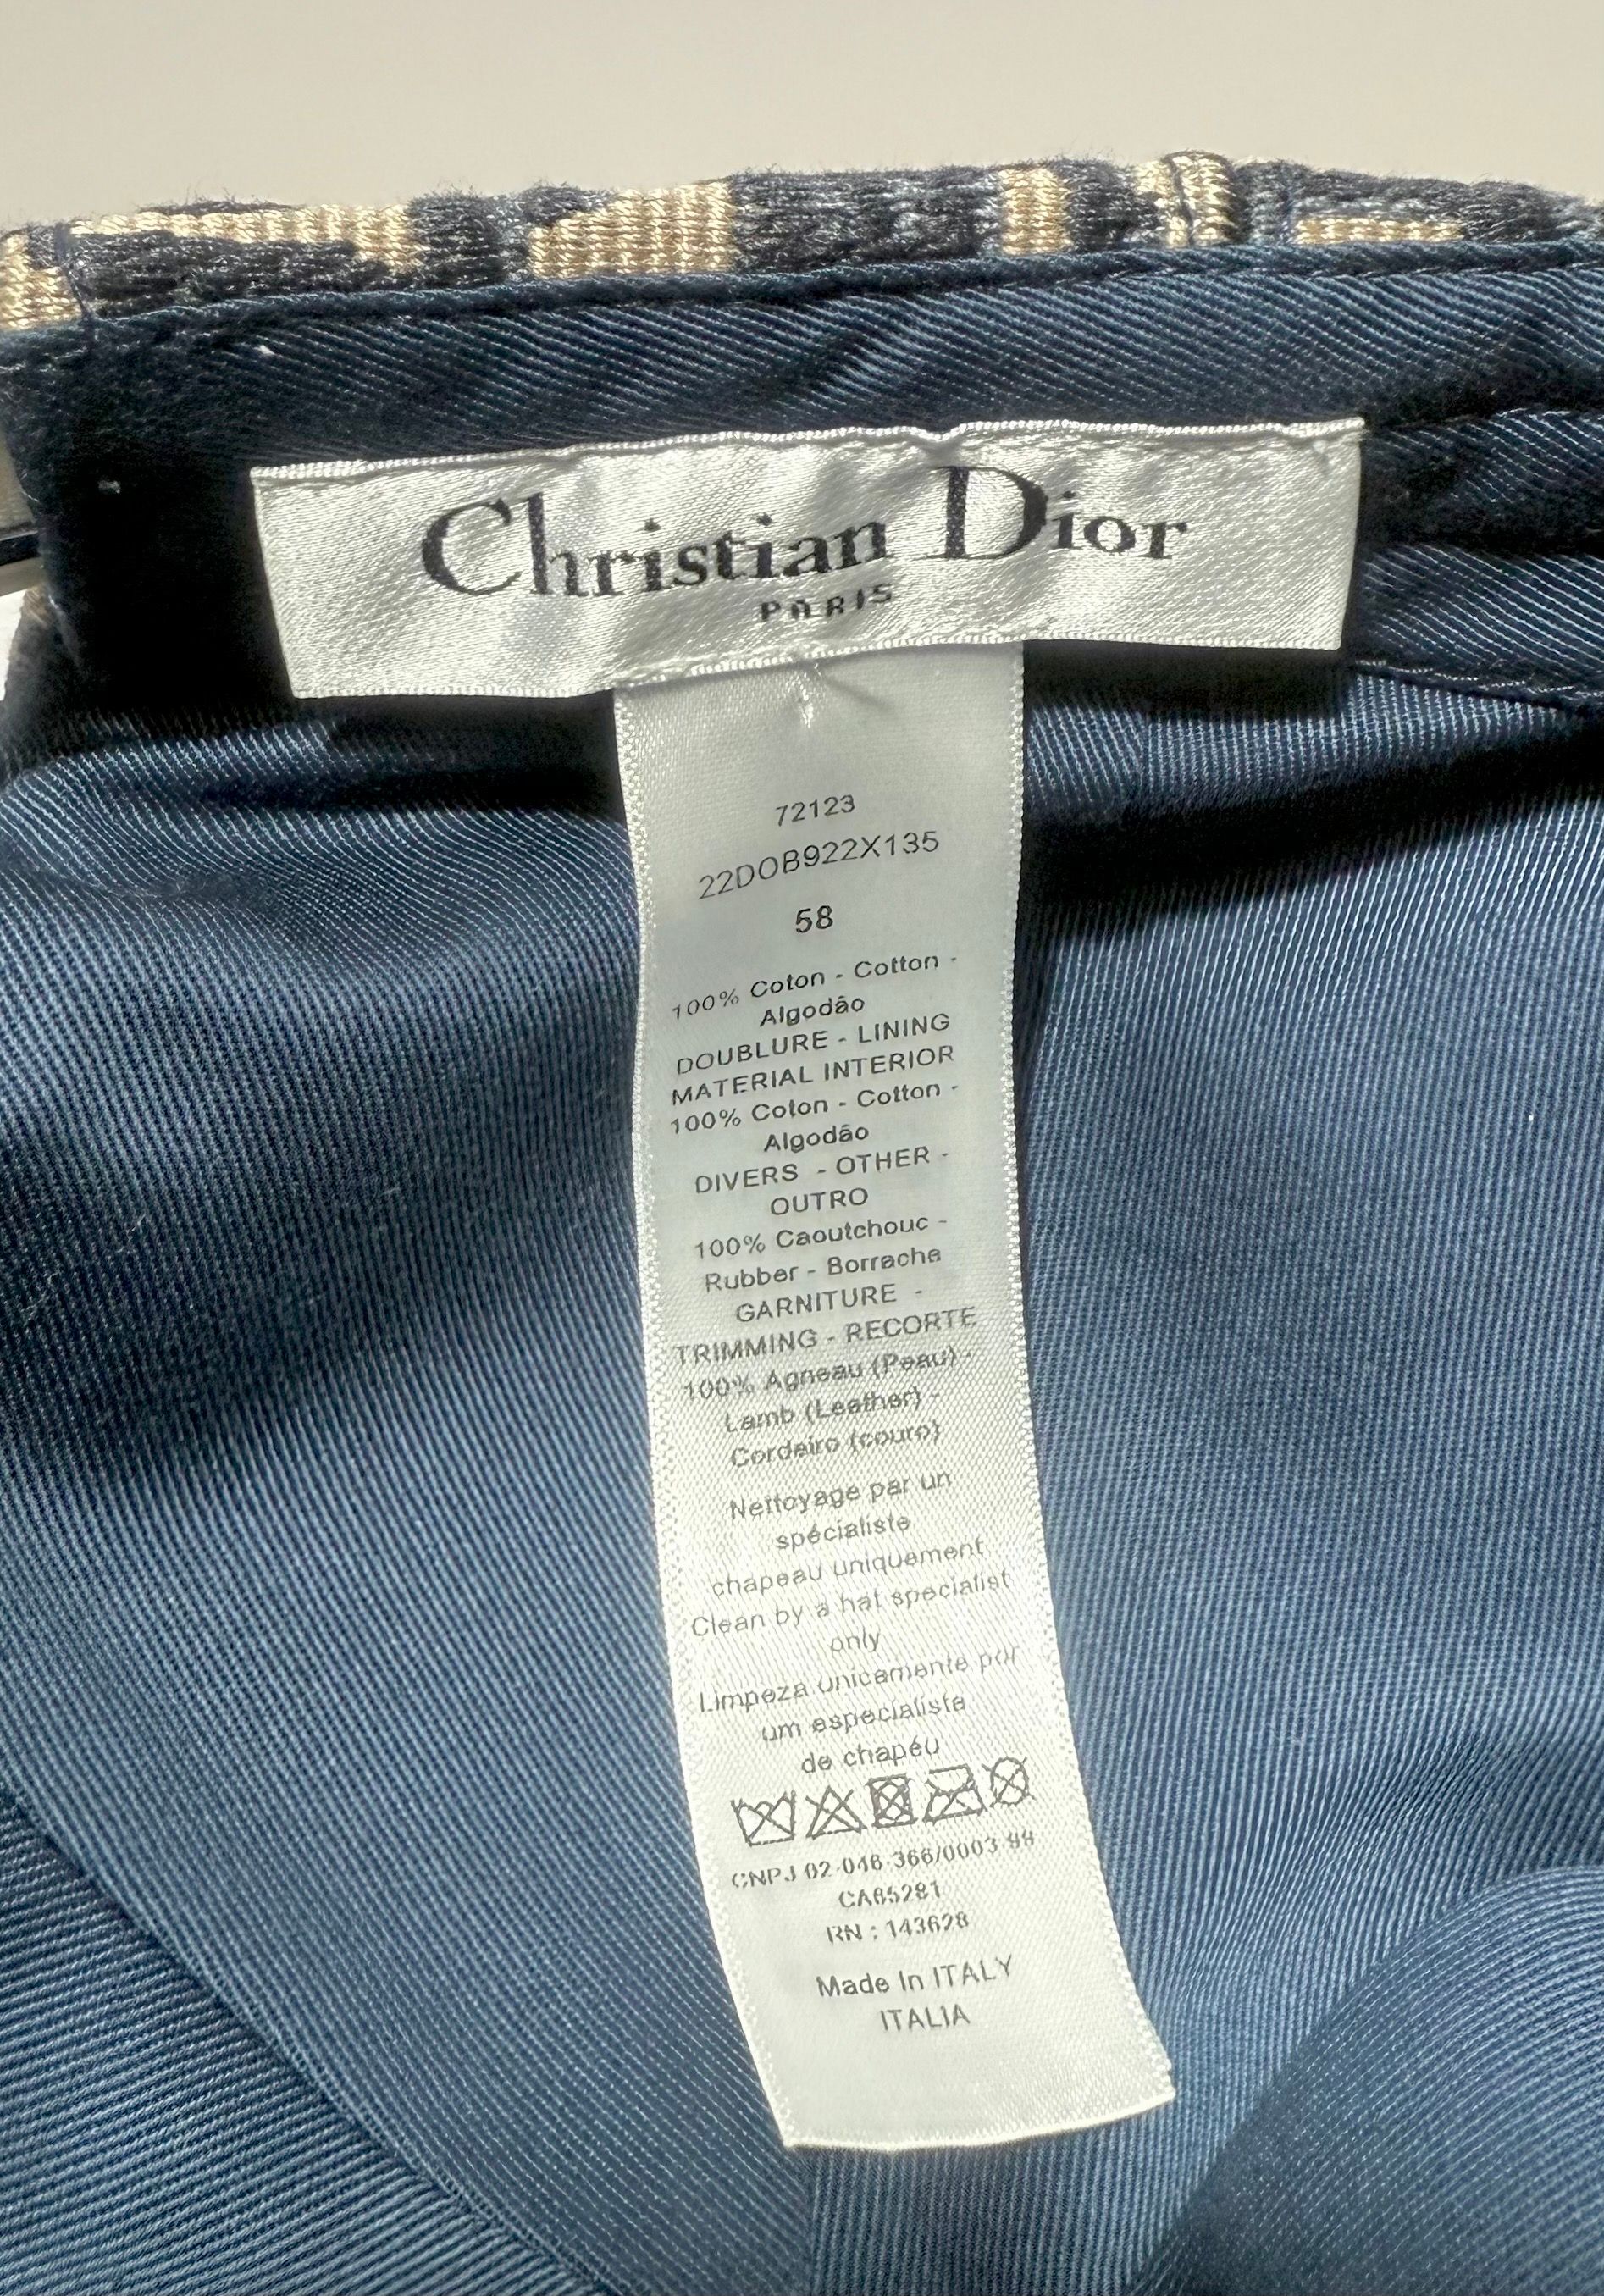 Christian Dior
PARIS
72123
22DOB922X135
58
100% Coton - Cotton -
Algodão
DOUBLURE - LINING
MATERIAL INTERIOR
100% Coton - Cotton -
Algodão
DIVERS - OTHER -
OUTRO
100% Caoutchouc -
Rubber - Borracha
GARNITURE -
TRIMMING - RECORTE
100% Agneau (Peau) -
Lamb (Leather) -
Cordeiro (couro)
Nettoyage par un
spécialiste
chapeau uniquement
Clean by a hat specialist
only
Limpeza unicamente por
um especialista
de chapéu
CNPJ 02.046.366/0003-99
CA65281
RN : 143628
Made In ITALY
ITALIA